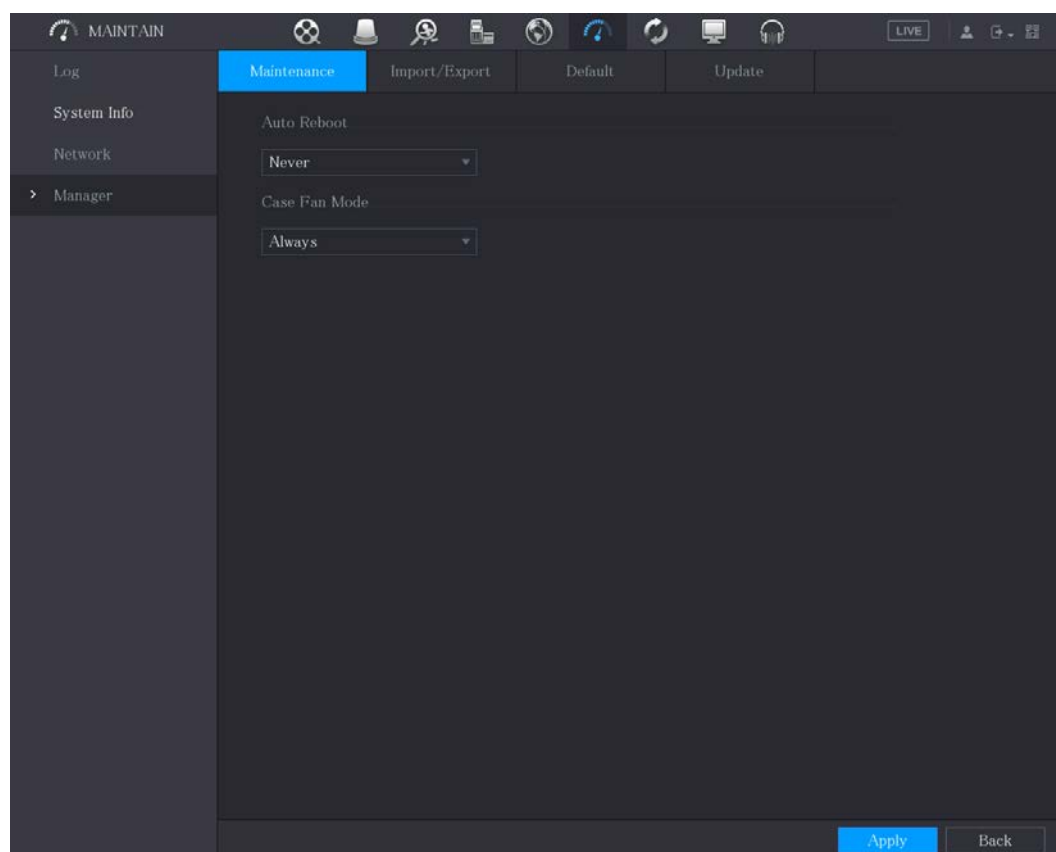 MAINTAIN
LIVE
Log
System Info
Network
Manager
Maintenance Import/Export Default Update
Auto Reboot
Never
Case Fan Mode
Always
Apply Back